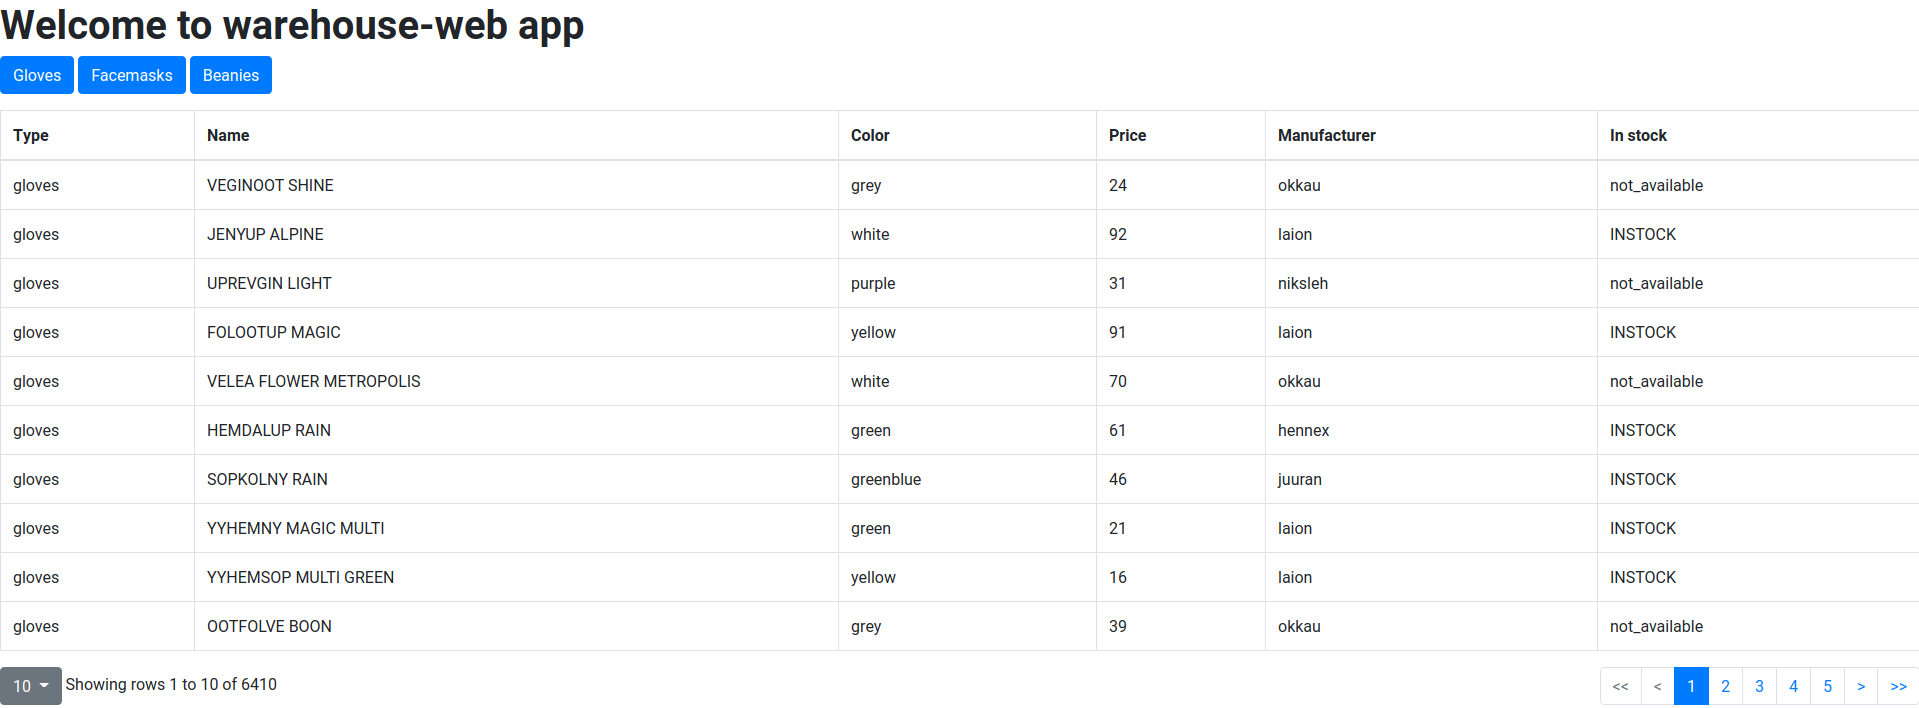 Welcome to warehouse-web app
Gloves Facemasks Beanies
Type Name Color Price Manufacturer In stock
gloves VEGINOOT SHINE grey 24 okkau not_available
gloves JENYUP ALPINE white 92 laion INSTOCK
gloves UPREVGIN LIGHT purple 31 niksleh not_available
gloves FOLOOTUP MAGIC yellow 91 laion INSTOCK
gloves VELEA FLOWER METROPOLIS white 70 okkau not_available
gloves HEMDALUP RAIN green 61 hennex INSTOCK
gloves SOPKOLNY RAIN greenblue 46 juuran INSTOCK
gloves YYHEMNY MAGIC MULTI green 21 laion INSTOCK
gloves YYHEMSOP MULTI GREEN yellow 16 laion INSTOCK
gloves OOTFOLVE BOON grey 39 okkau not_available
10 Showing rows 1 to 10 of 6410 << < 1 2 3 4 5 > >>